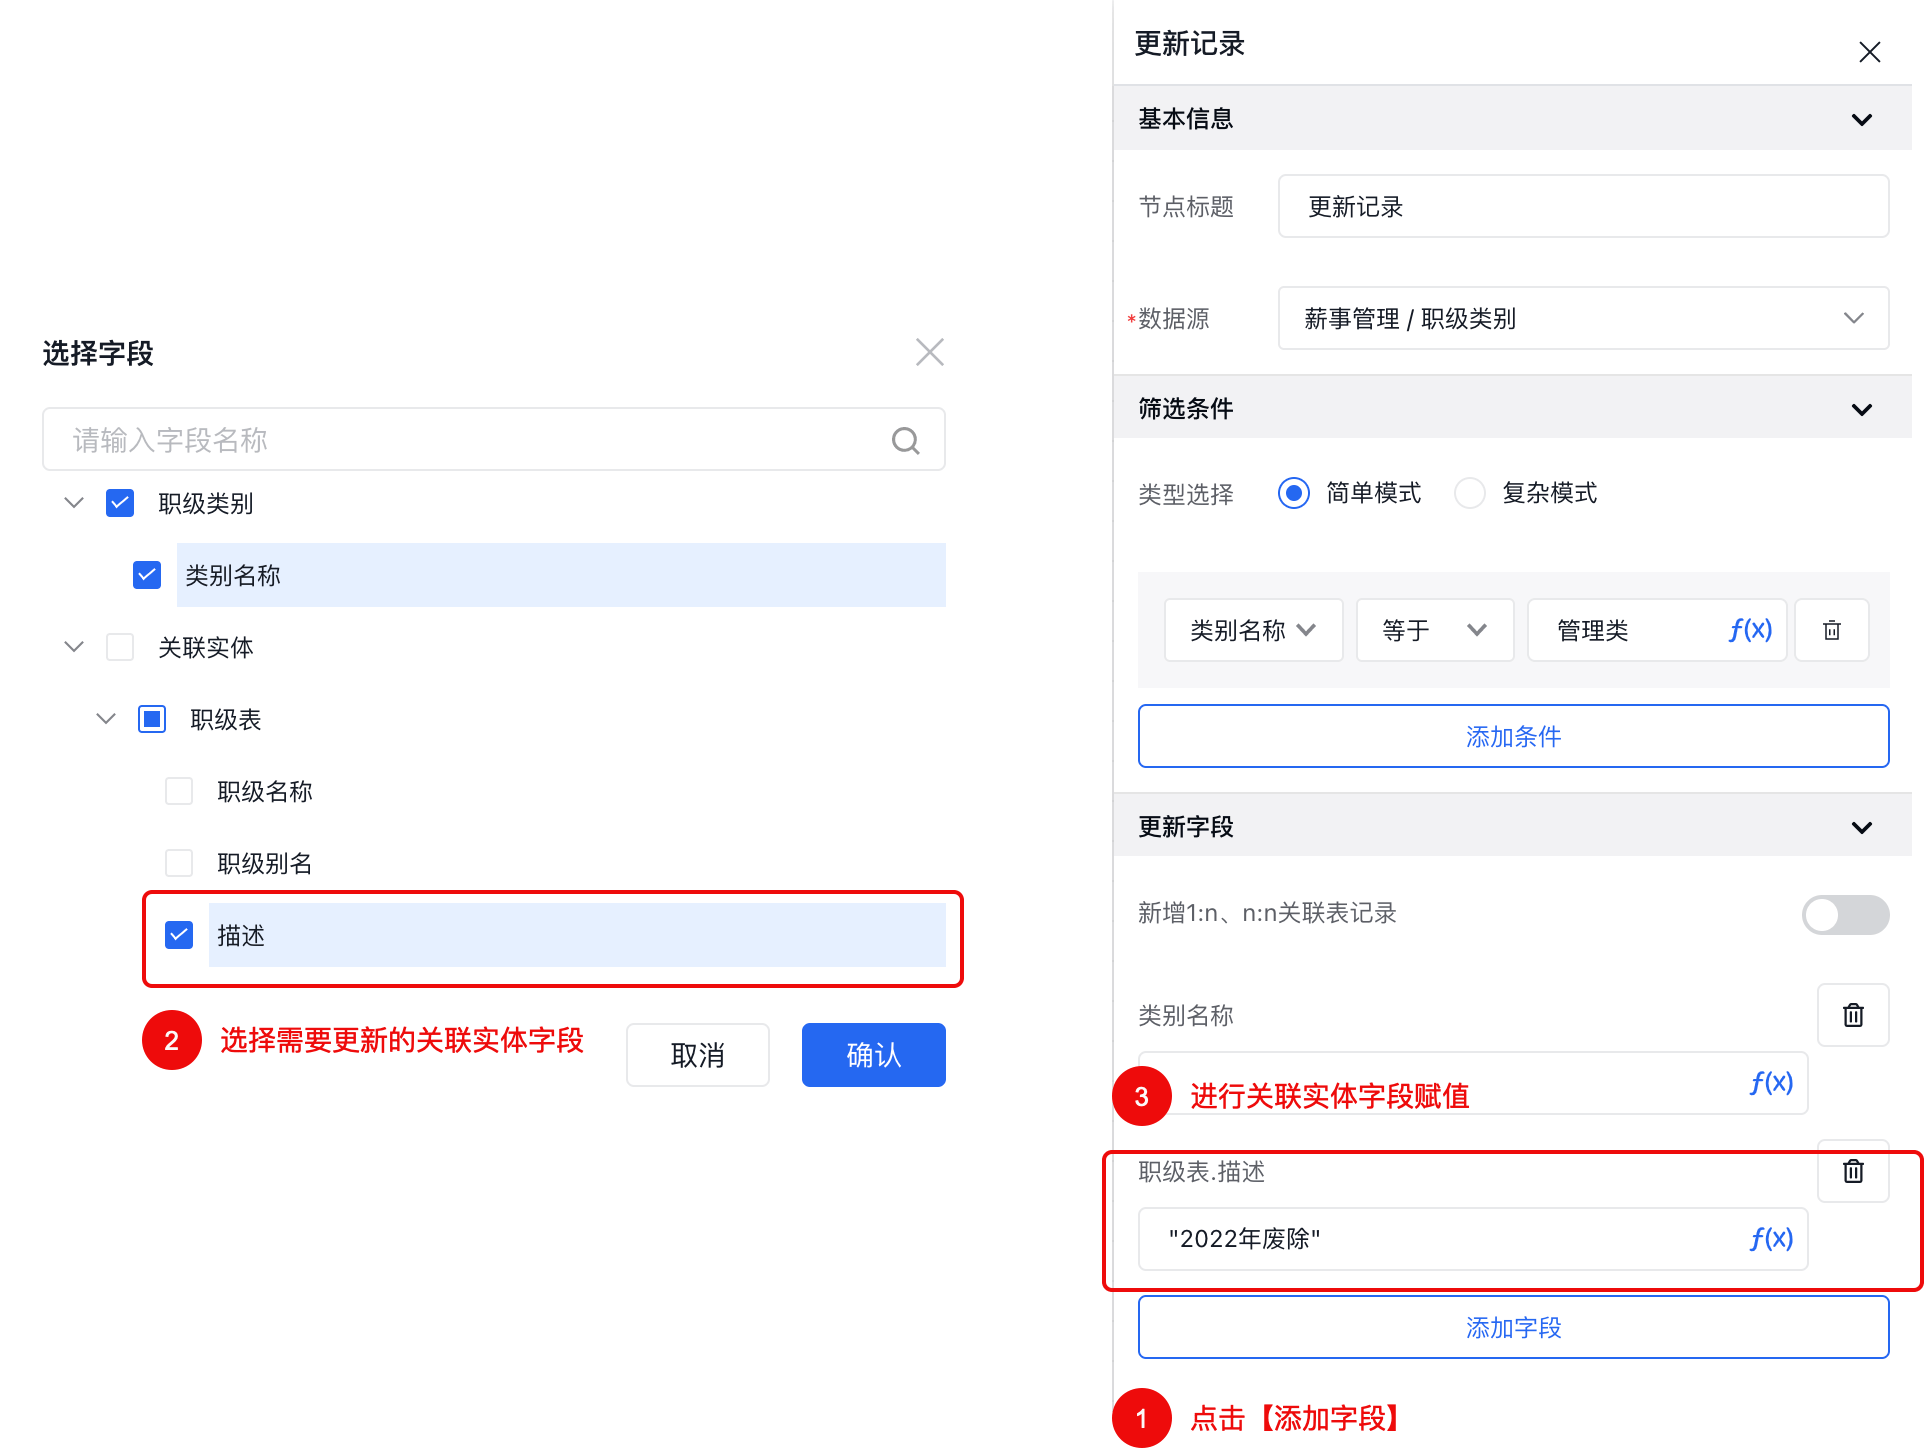 选择字段
请输入字段名称
职级类别
类别名称
关联实体
职级表
职级名称
职级别名
描述
2 选择需要更新的关联实体字段
取消
确认
更新记录
基本信息
节点标题 更新记录
*数据源 薪事管理 / 职级类别
筛选条件
类型选择 简单模式 复杂模式
类别名称 等于 管理类 f(x)
添加条件
更新字段
新增1:n、n:n关联表记录
类别名称
f(x)
3 进行关联实体字段赋值
职级表.描述
"2022年废除" f(x)
添加字段
1 点击【添加字段】